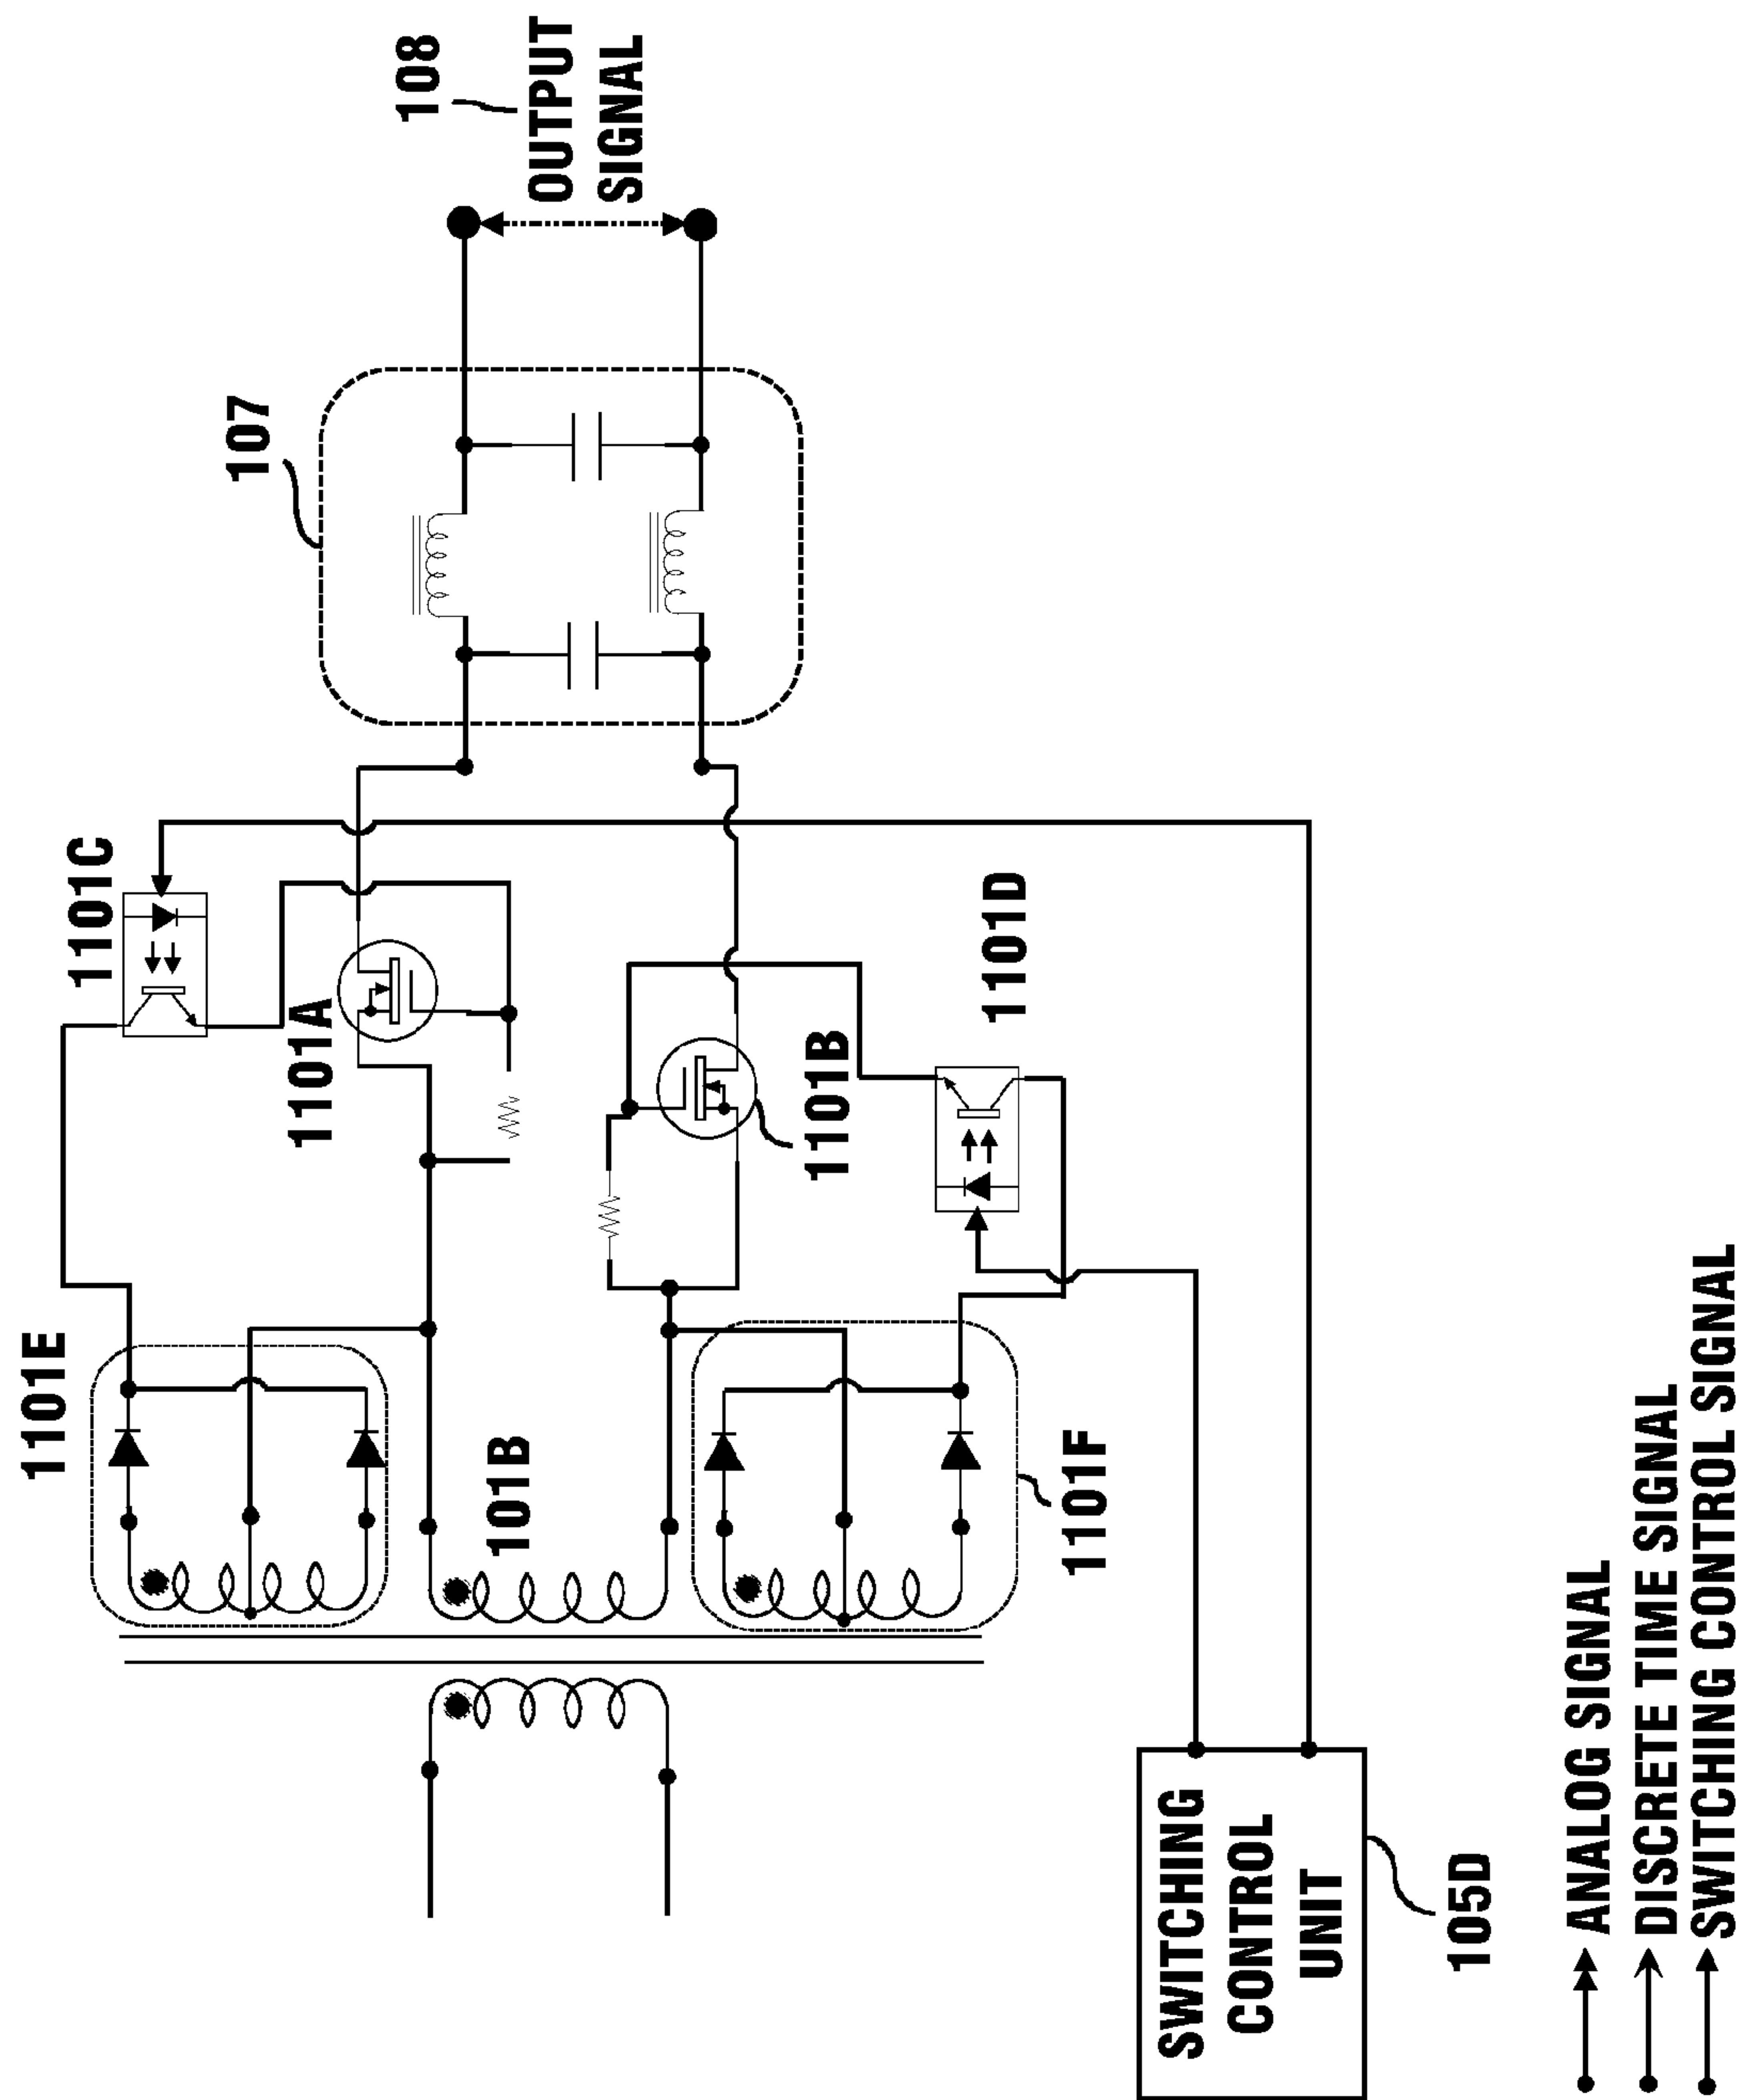 108
OUTPUT
SIGNAL
107
1101C
1101A
1101D
1101B
1101E
101B
1101F
SWITCHING
CONTROL
UNIT
105D
ANALOG SIGNAL
DISCRETE TIME SIGNAL
SWITCHING CONTROL SIGNAL